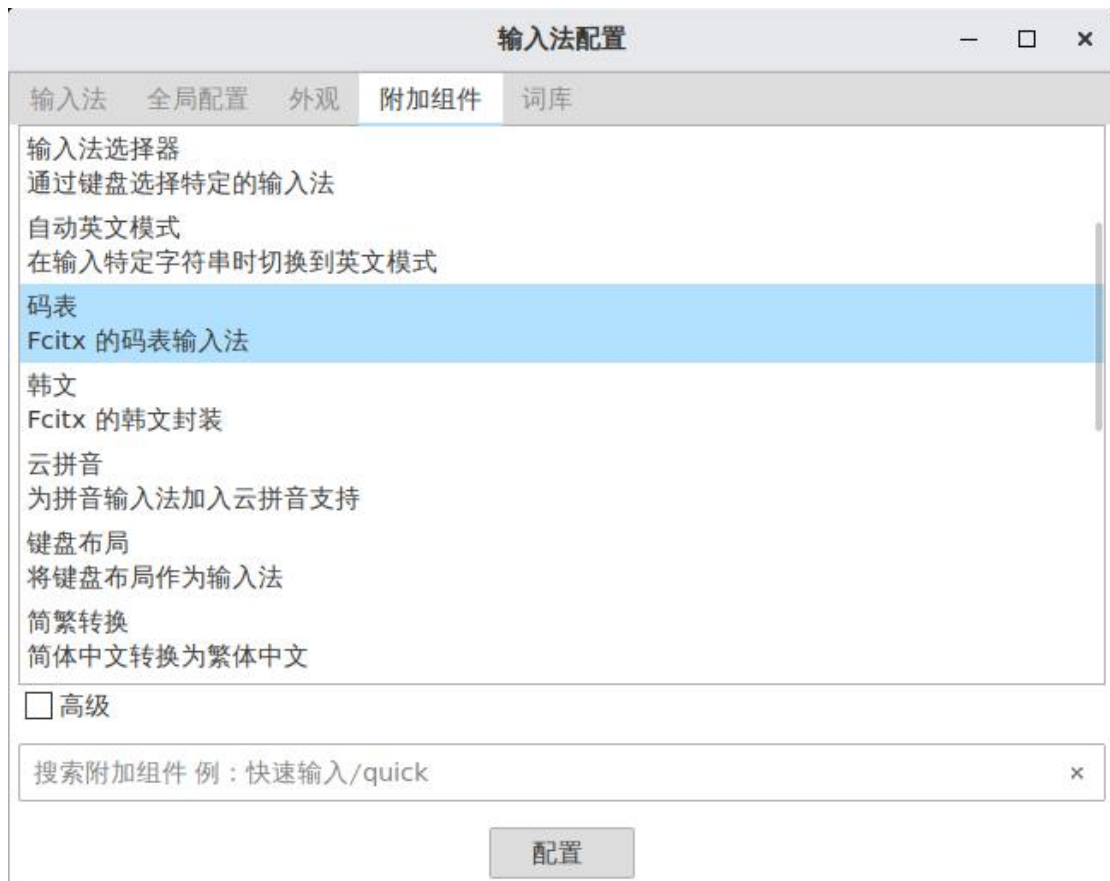 输入法配置
输入法 全局配置 外观 附加组件 词库
输入法选择器
通过键盘选择特定的输入法
自动英文模式
在输入特定字符串时切换到英文模式
码表
Fcitx 的码表输入法
韩文
Fcitx 的韩文封装
云拼音
为拼音输入法加入云拼音支持
键盘布局
将键盘布局作为输入法
简繁转换
简体中文转换为繁体中文
高级
搜索附加组件 例：快速输入/quick
配置